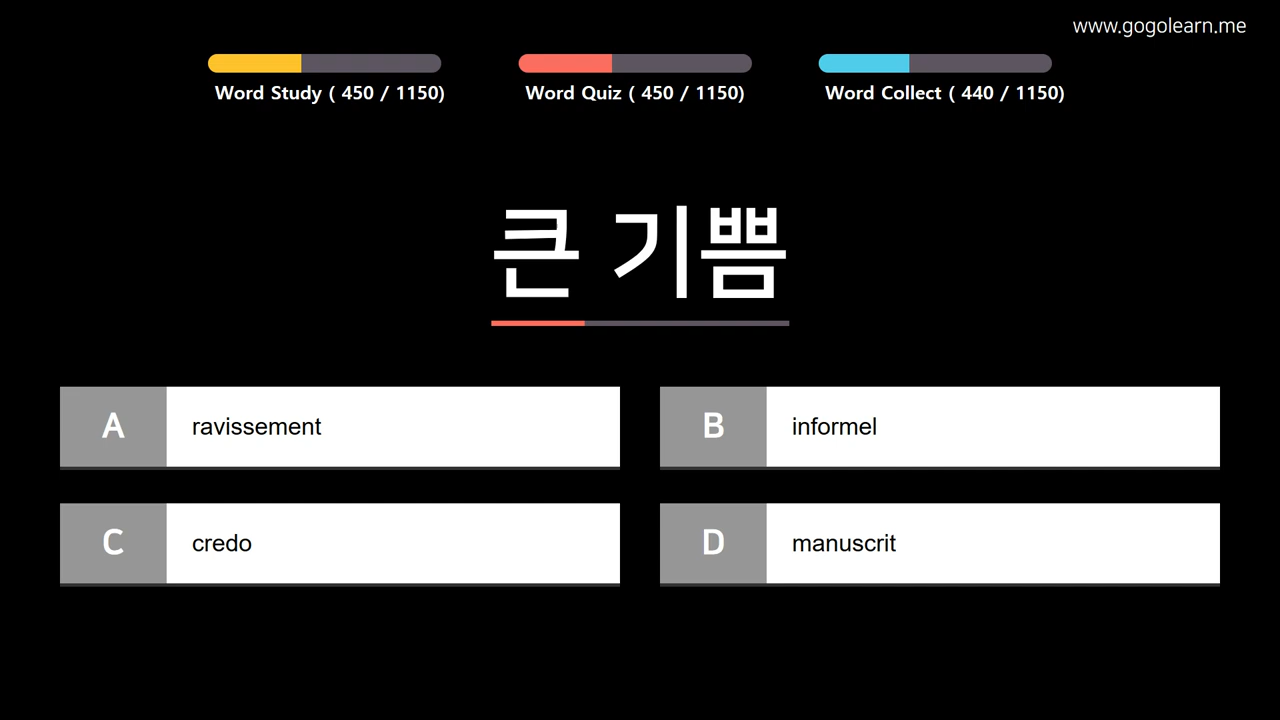 www.gogolearn.me
Word Study ( 450 / 1150)
Word Quiz ( 450 / 1150)
Word Collect ( 440 / 1150)
큰 기쁨
A ravissement
B informel
C credo
D manuscrit